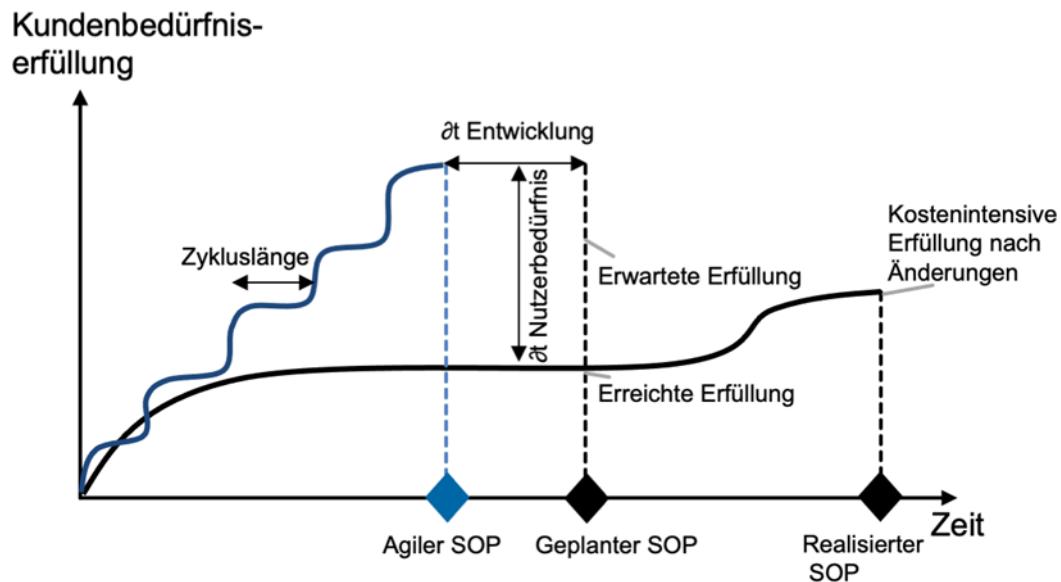 Kundenbedürfnis-
erfüllung
∂t Entwicklung
∂t Nutzerbedürfnis
Zykluslänge
Erwartete Erfüllung
Kostenintensive
Erfüllung nach
Änderungen
Erreichte Erfüllung
Zeit
Agiler SOP
Geplanter SOP
Realisierter
SOP